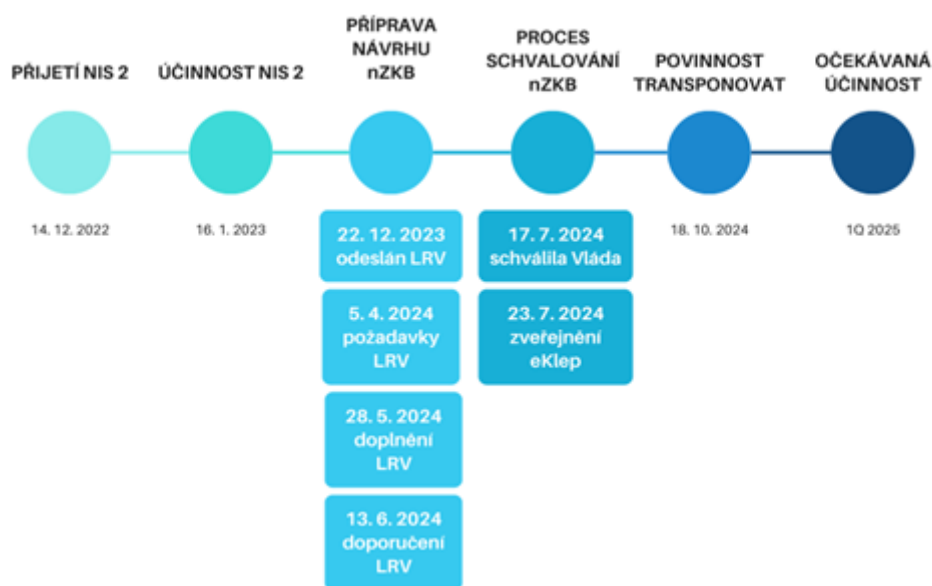 PŘIJETÍ NIS 2
ÚČINNOST NIS 2
PŘÍPRAVA
NÁVRHU
nZKB
PROCES
SCHVALOVÁNÍ
nZKB
POVINNOST
TRANSPONOVAT
OČEKÁVANÁ
ÚČINNOST
14. 12. 2022
16. 1. 2023
22. 12. 2023
odeslán LRV
5. 4. 2024
požadavky
LRV
28. 5. 2024
doplnění
LRV
13. 6. 2024
doporučení
LRV
17. 7. 2024
schválila Vláda
23. 7. 2024
zveřejnění
eKlep
18. 10. 2024
1Q 2025